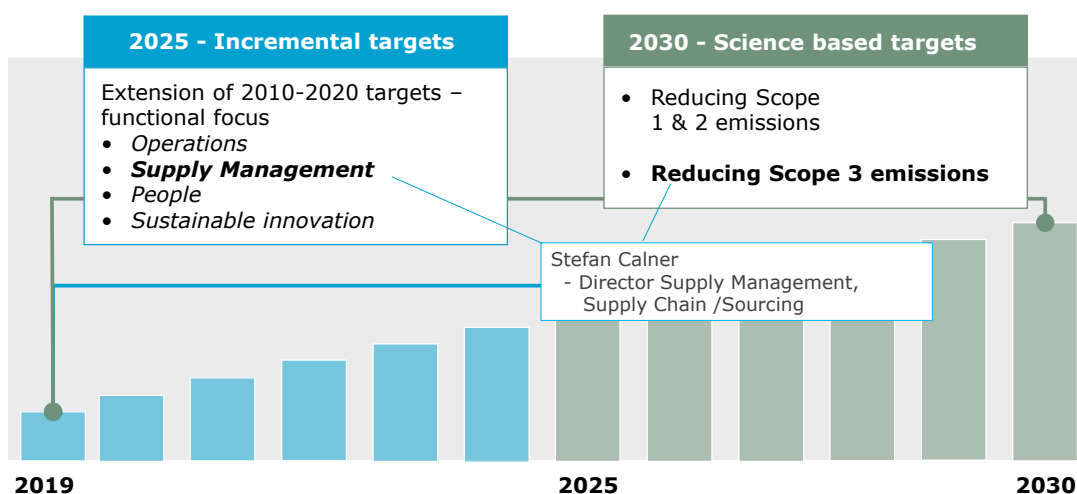 2025 - Incremental targets
Extension of 2010-2020 targets –
functional focus
• Operations
• Supply Management
• People
• Sustainable innovation
2030 - Science based targets
• Reducing Scope
1 & 2 emissions
• Reducing Scope 3 emissions
Stefan Calner
- Director Supply Management,
Supply Chain /Sourcing
2019
2025
2030